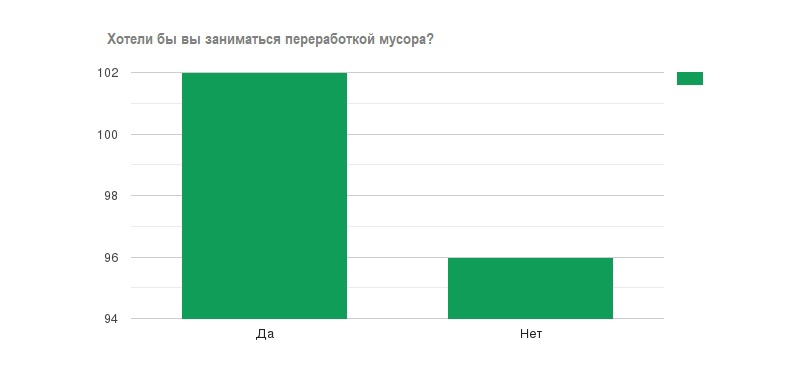 Хотели бы вы заниматься переработкой мусора?
102
100
98
96
94
Да
Нет